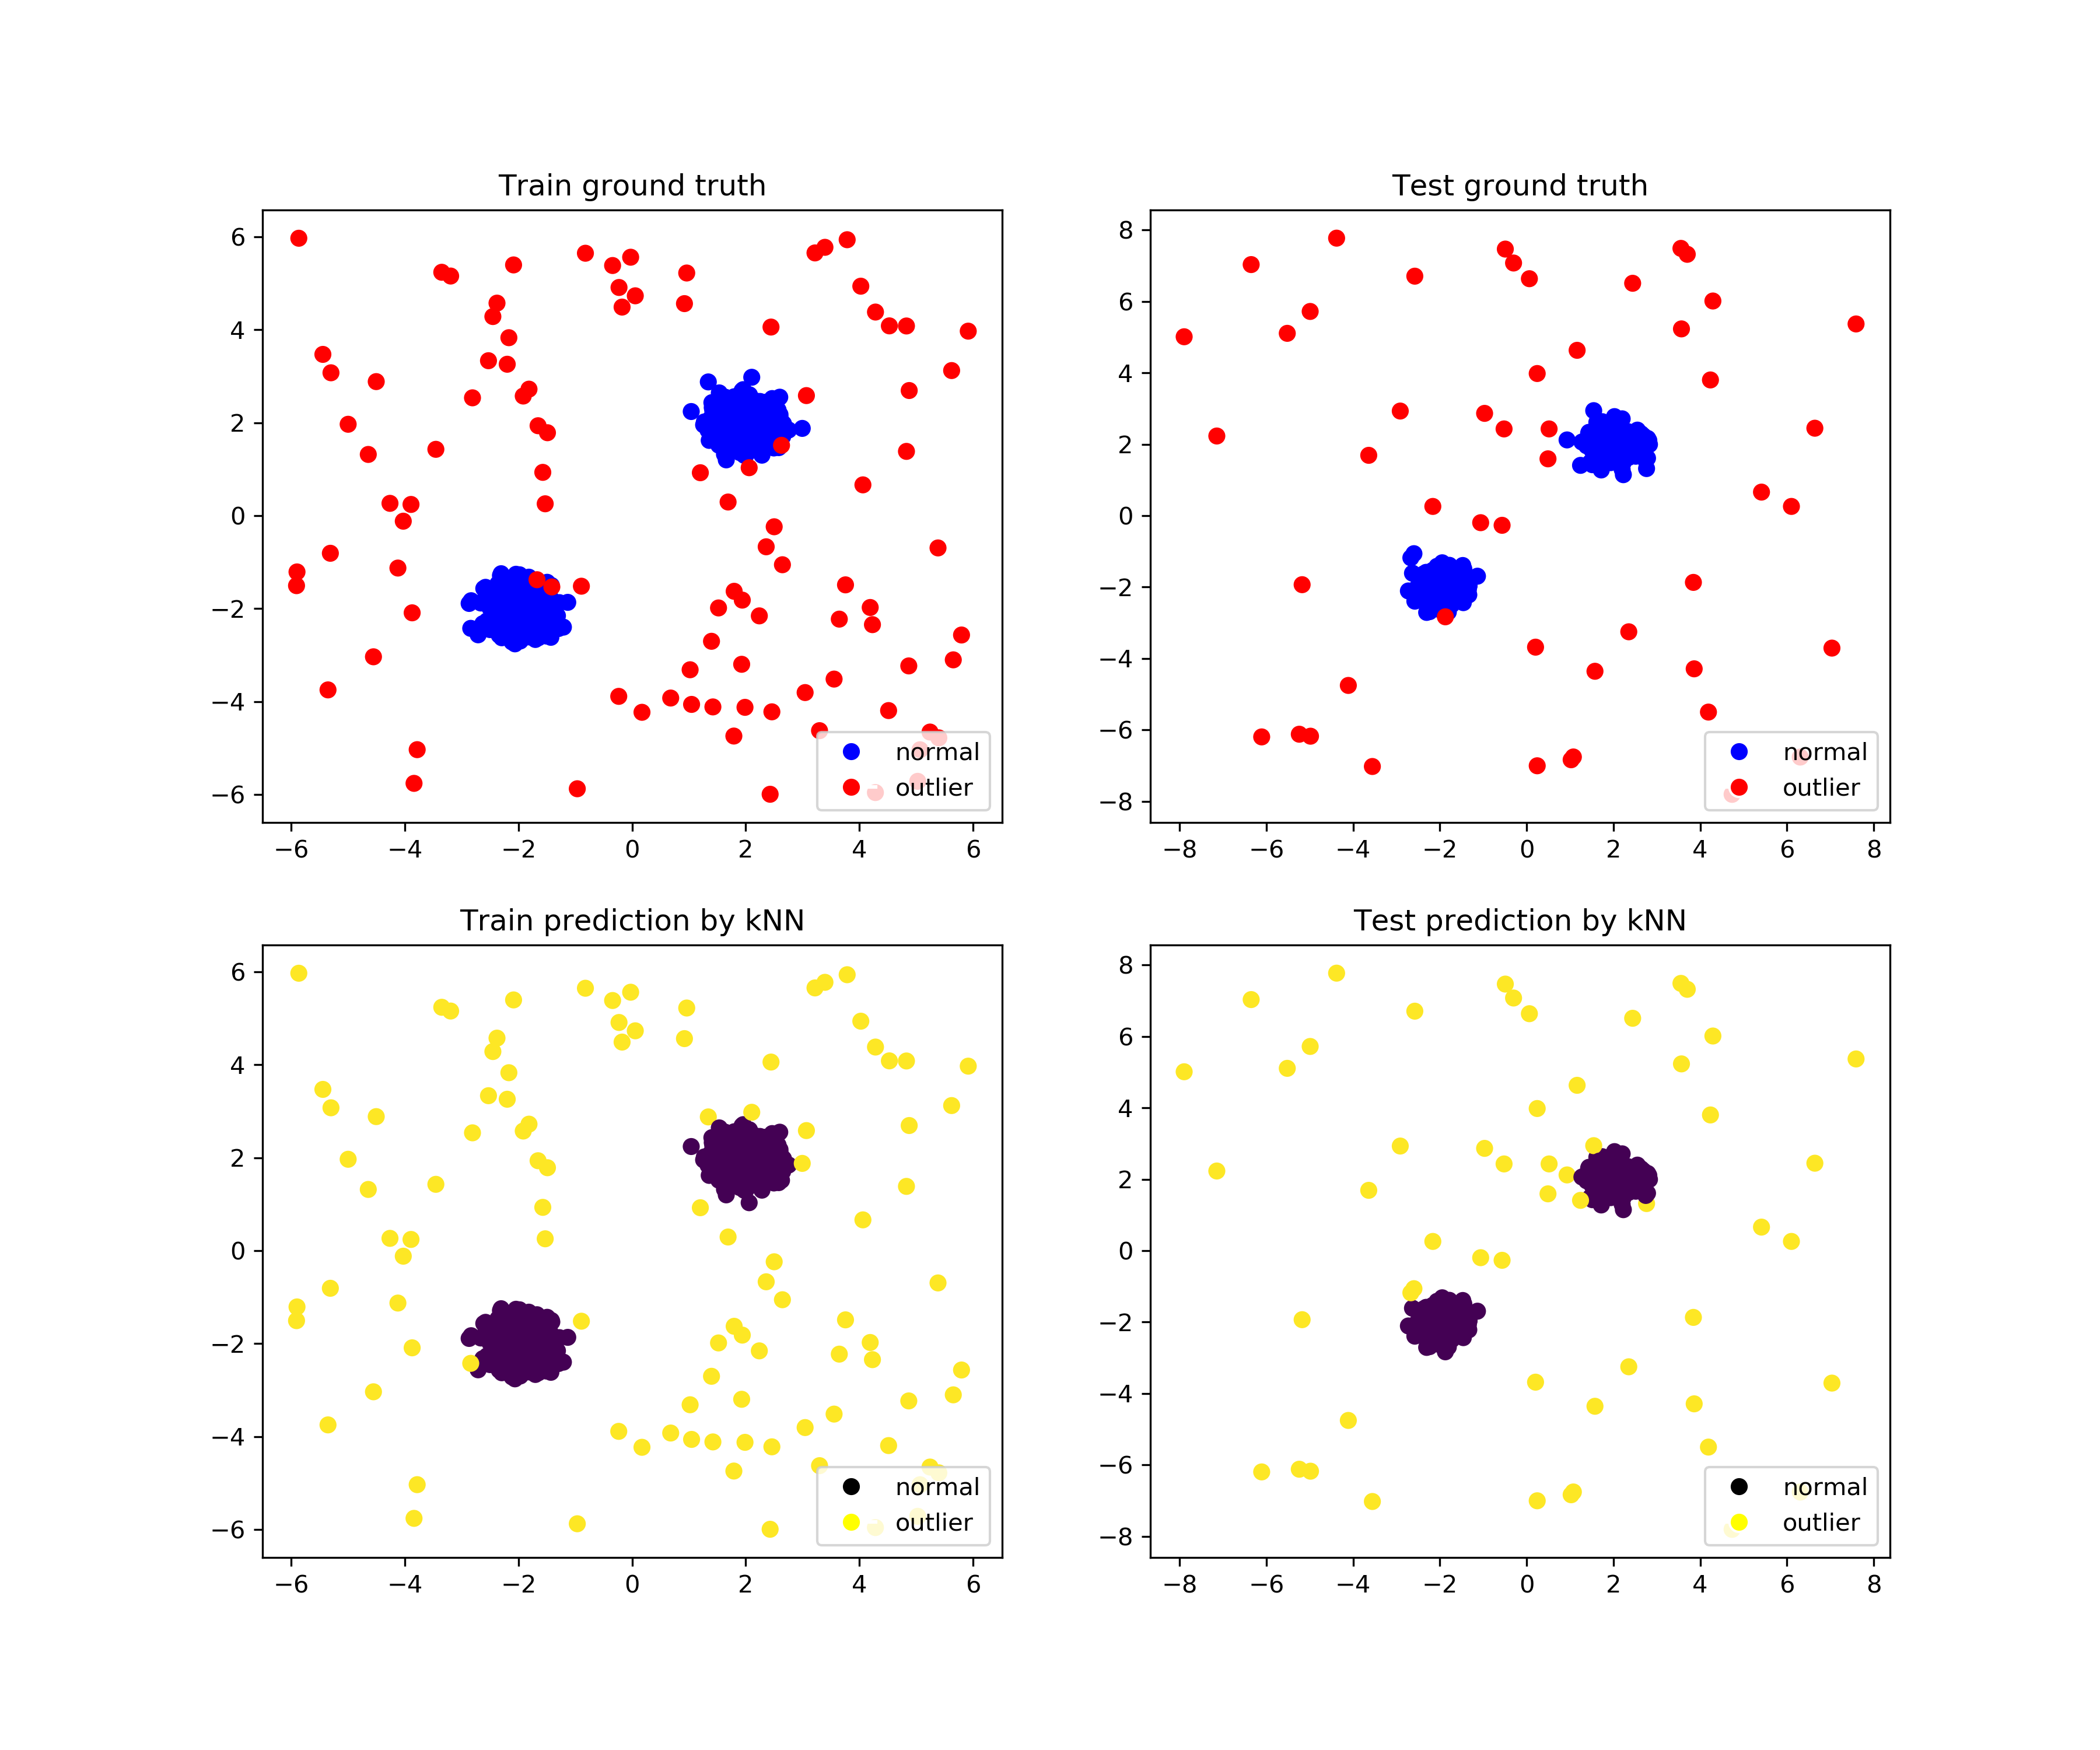 Train ground truth
6
4
2
0
−2
−4
−6
−6 −4 −2 0 2 4 6
normal
outlier
Test ground truth
8
6
4
2
0
−2
−4
−6
−8
−8 −6 −4 −2 0 2 4 6 8
normal
outlier
Train prediction by kNN
6
4
2
0
−2
−4
−6
−6 −4 −2 0 2 4 6
normal
outlier
Test prediction by kNN
8
6
4
2
0
−2
−4
−6
−8
−8 −6 −4 −2 0 2 4 6 8
normal
outlier